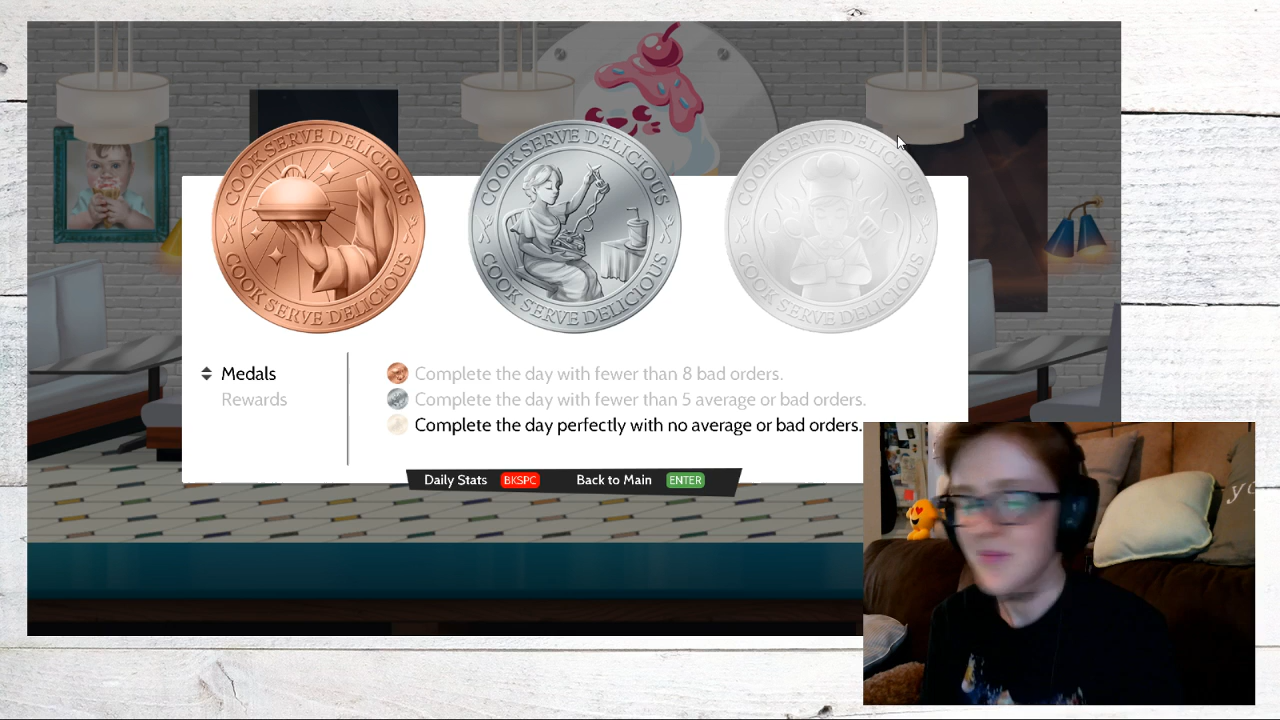 COOK SERVE DELICIOUS
COOK SERVE DELICIOUS
COOK SERVE DELICIOUS
COOK SERVE DELICIOUS
COOK SERVE DELICIOUS
COOK SERVE DELICIOUS
Medals
Rewards
Complete the day with fewer than 8 bad orders.
Complete the day with fewer than 5 average or bad orders.
Complete the day perfectly with no average or bad orders.
Daily Stats BKSPC Back to Main ENTER